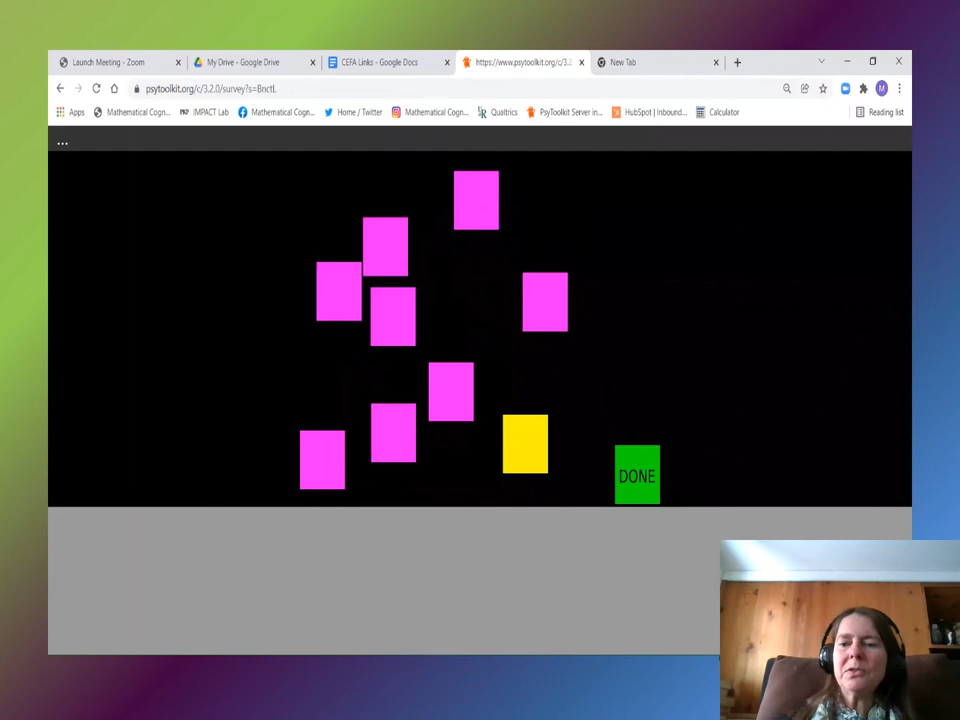 Launch Meeting - Zoom
My Drive - Google Drive
CEFA Links - Google Docs
https://www.psytoolkit.org/c/3.2.
New Tab
psytoolkit.org/c/3.2.0/survey?s=BnctL
M
Apps
Mathematical Cogn...
IMPACT Lab
Mathematical Cogn...
Home / Twitter
Mathematical Cogn...
Qualtrics
PsyToolkit Server in...
HubSpot | Inbound...
Calculator
Reading list
...
DONE